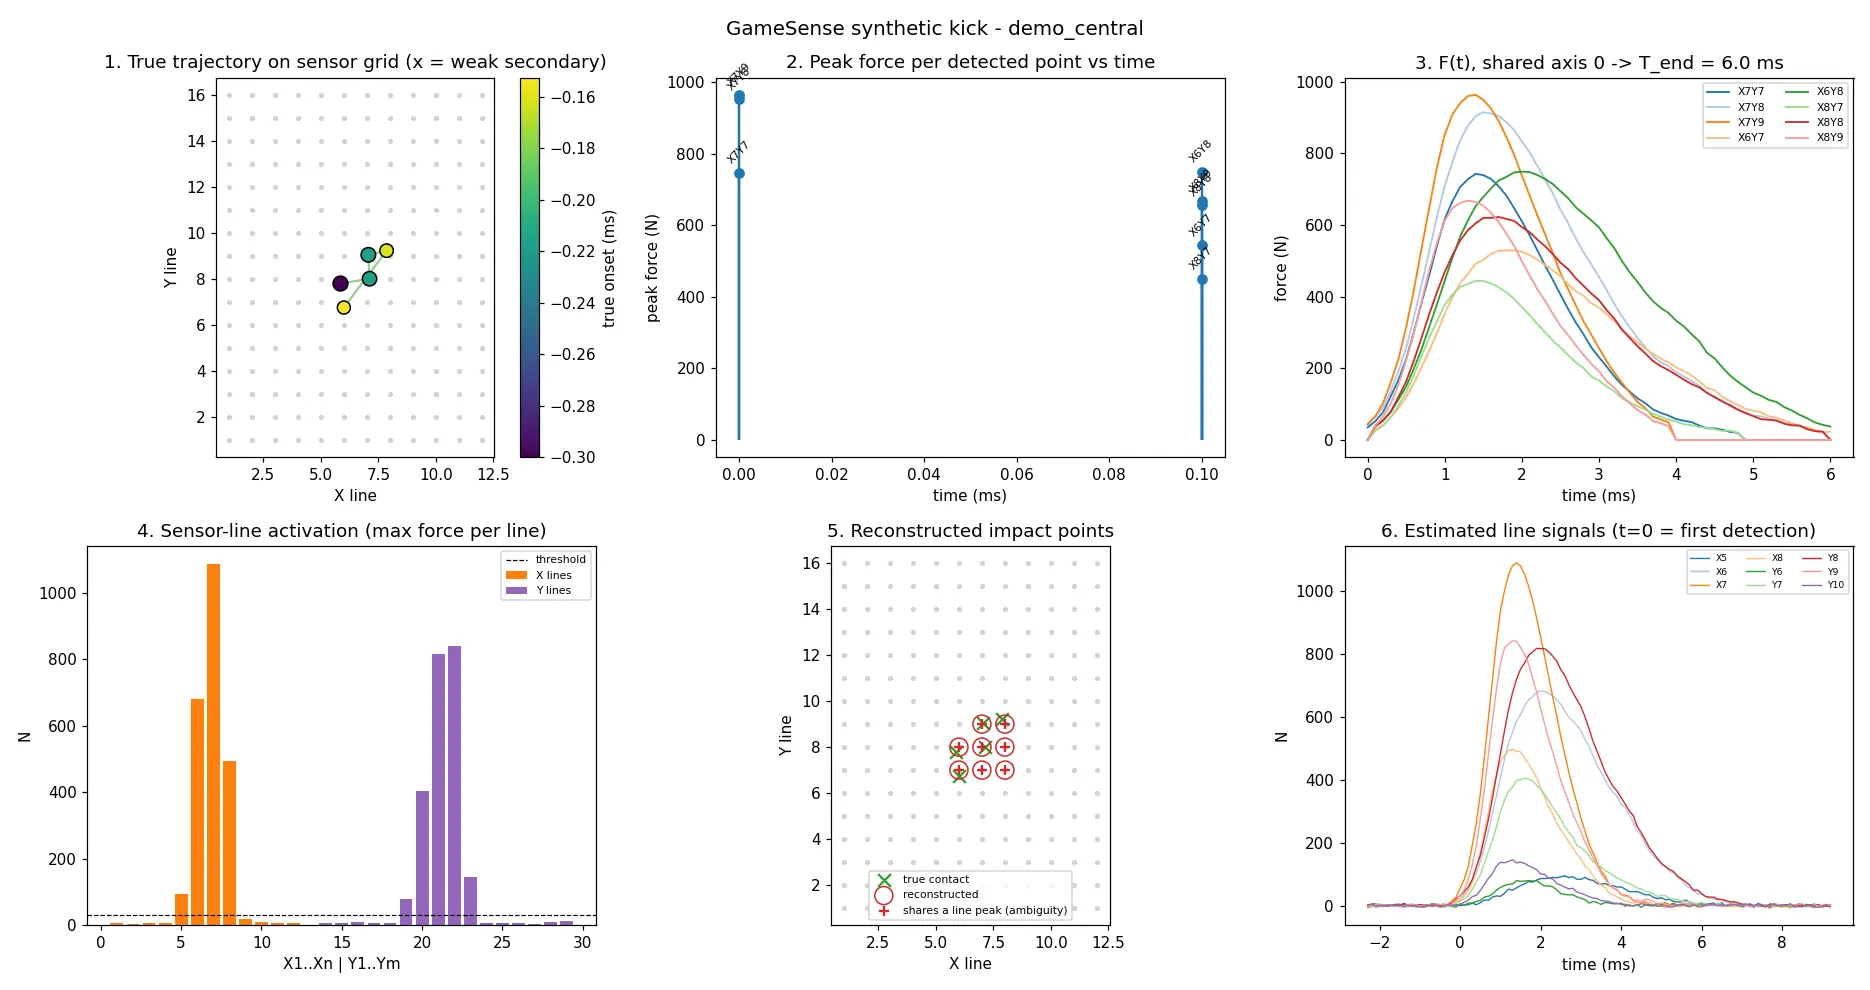 GameSense synthetic kick - demo_central
1. True trajectory on sensor grid (x = weak secondary)
16
14
12
10
8
6
4
2
Y line
2.5 5.0 7.5 10.0 12.5
X line
−0.16
−0.18
−0.20
−0.22
−0.24
−0.26
−0.28
−0.30
true onset (ms)
2. Peak force per detected point vs time
1000
800
600
400
200
0
peak force (N)
X7Y7
X6Y8
X6Y7
X8Y7
0.00 0.02 0.04 0.06 0.08 0.10
time (ms)
3. F(t), shared axis 0 -> T_end = 6.0 ms
1000
800
600
400
200
0
force (N)
X7Y7 X6Y8
X7Y8 X8Y7
X7Y9 X8Y8
X6Y7 X8Y9
0 1 2 3 4 5 6
time (ms)
4. Sensor-line activation (max force per line)
1000
800
600
400
200
0
N
threshold
X lines
Y lines
0 5 10 15 20 25 30
X1..Xn | Y1..Ym
5. Reconstructed impact points
16
14
12
10
8
6
4
2
Y line
true contact
reconstructed
shares a line peak (ambiguity)
2.5 5.0 7.5 10.0 12.5
X line
6. Estimated line signals (t=0 = first detection)
1000
800
600
400
200
0
N
X5 X8 Y8
X6 Y6 Y9
X7 Y7 Y10
−2 0 2 4 6 8
time (ms)